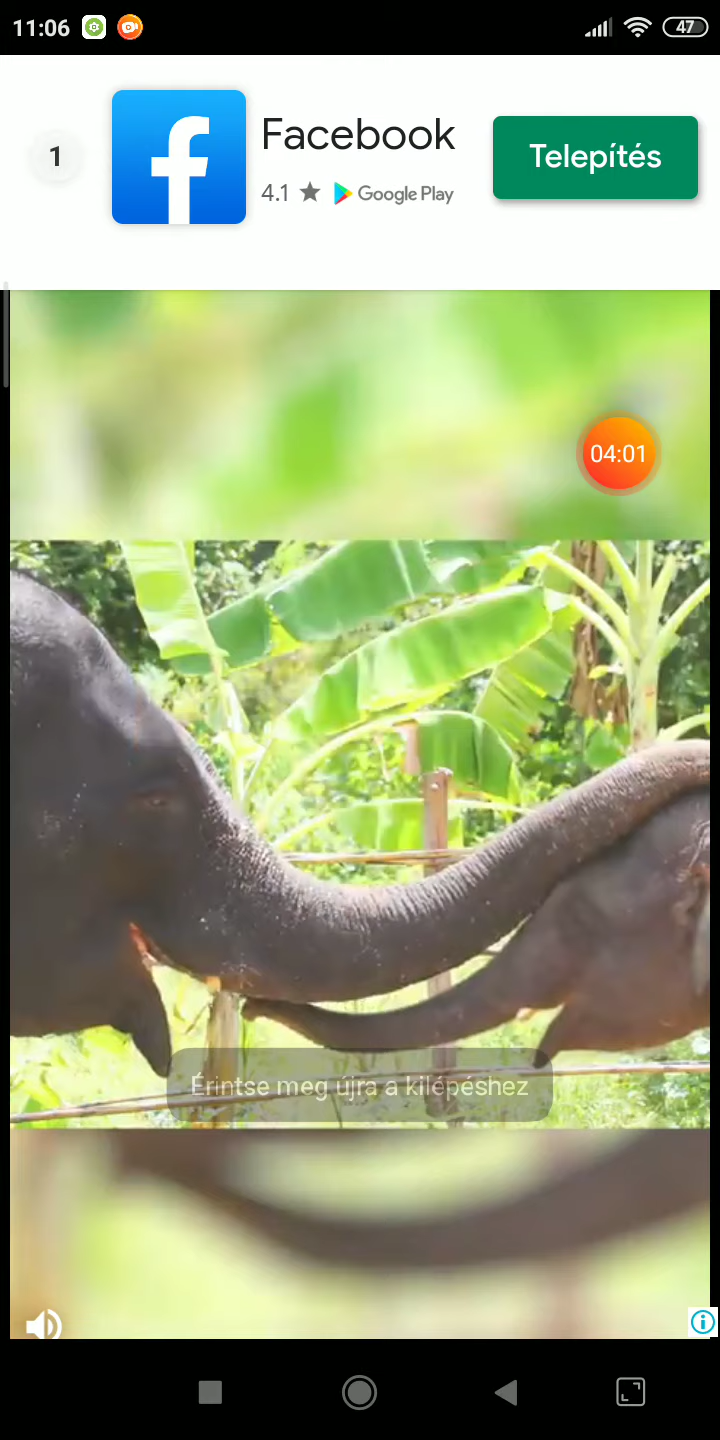 11:06
47
1
Facebook
4.1 ★ Google Play
Telepítés
04:01
Érintse meg újra a kilépéshez